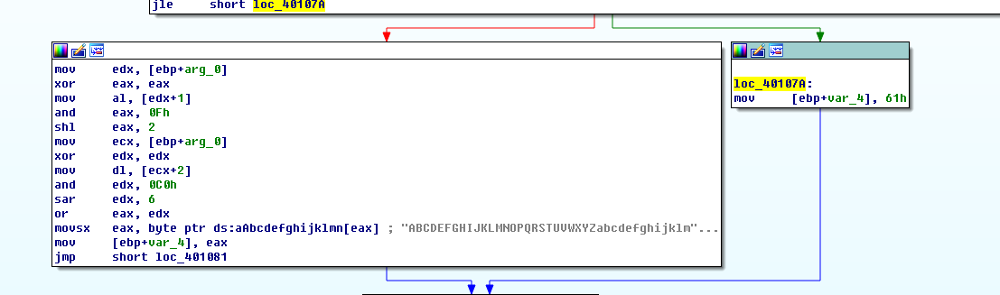 jle     short loc_40107A
mov     edx, [ebp+arg_0]
xor     eax, eax
mov     al, [edx+1]
and     eax, 0Fh
shl     eax, 2
mov     ecx, [ebp+arg_0]
xor     edx, edx
mov     dl, [ecx+2]
and     edx, 0C0h
sar     edx, 6
or      eax, edx
movsx   eax, byte ptr ds:aAbcdefghijklmn[eax] ; "ABCDEFGHIJKLMNOPQRSTUVWXYZabcdefghijklm"...
mov     [ebp+var_4], eax
jmp     short loc_401081
loc_40107A:
mov     [ebp+var_4], 61h